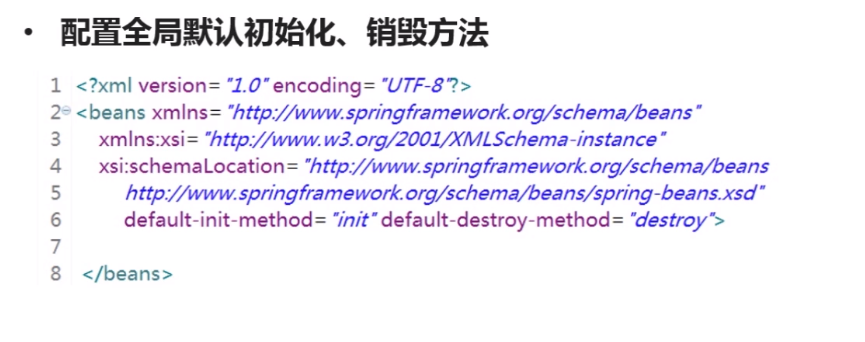 • 配置全局默认初始化、销毁方法
1 <?xml version="1.0" encoding="UTF-8"?>
2 <beans xmlns="http://www.springframework.org/schema/beans"
3 xmlns:xsi="http://www.w3.org/2001/XMLSchema-instance"
4 xsi:schemaLocation="http://www.springframework.org/schema/beans
5 http://www.springframework.org/schema/beans/spring-beans.xsd"
6 default-init-method="init" default-destroy-method="destroy">
7
8 </beans>